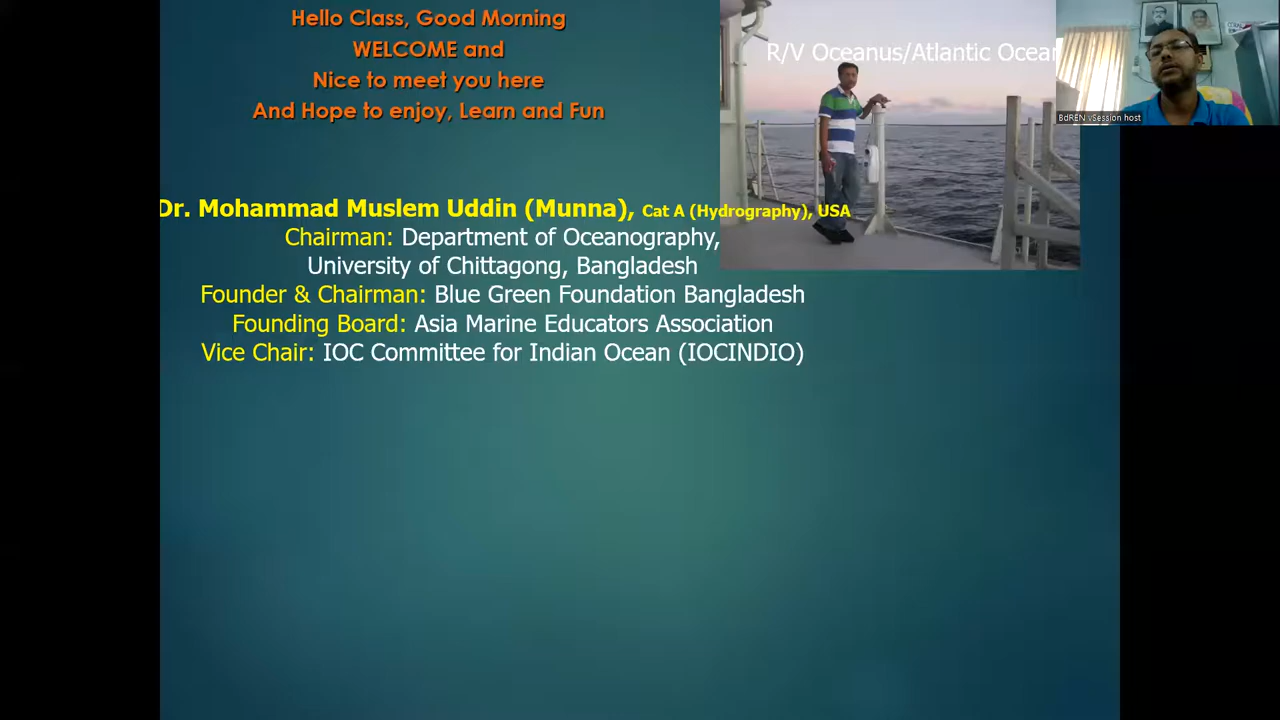 Hello Class, Good Morning
WELCOME and
Nice to meet you here
And Hope to enjoy, Learn and Fun
R/V Oceanus/Atlantic Ocean
BdREN vSession host
Dr. Mohammad Muslem Uddin (Munna), Cat A (Hydrography), USA
Chairman: Department of Oceanography,
University of Chittagong, Bangladesh
Founder & Chairman: Blue Green Foundation Bangladesh
Founding Board: Asia Marine Educators Association
Vice Chair: IOC Committee for Indian Ocean (IOCINDIO)